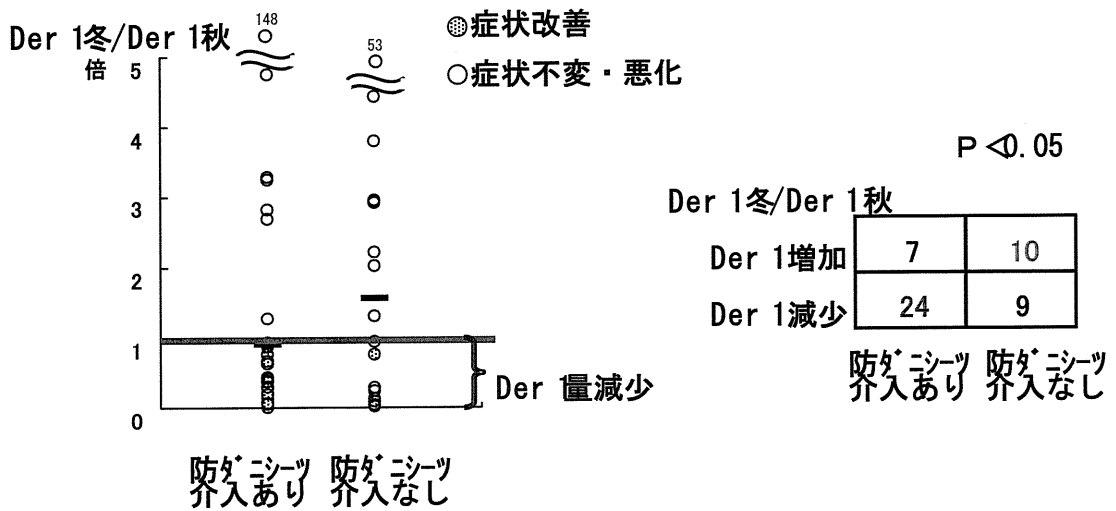 Der 1冬/Der 1秋
倍
148
53
症状改善
症状不変・悪化
5
4
3
2
1
0
Der 1量減少
防ダニシーツ 防ダニシーツ
介入あり 介入なし
P<0.05
Der 1冬/Der 1秋
Der 1増加 7 10
Der 1減少 24 9
防ダニシーツ 防ダニシーツ
介入あり 介入なし